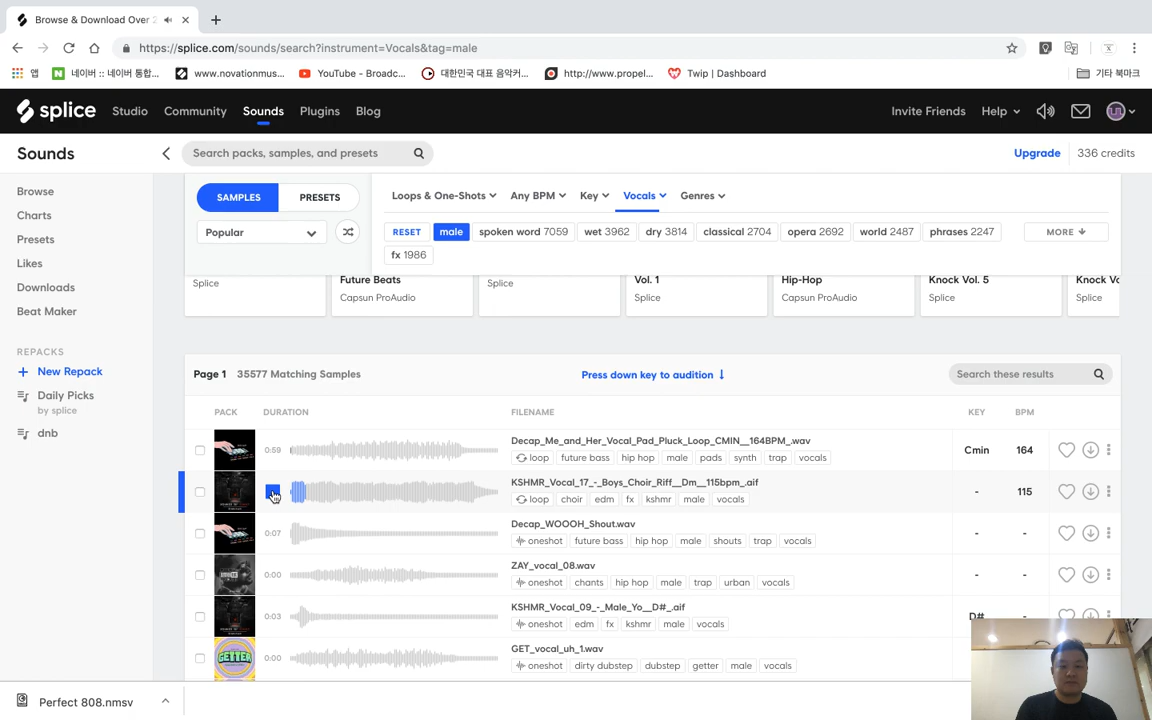 Browse & Download Over 2
https://splice.com/sounds/search?instrument=Vocals&tag=male
앱
네이버 :: 네이버 통합...
www.novationmus...
YouTube - Broadc...
대한민국 대표 음악커...
http://www.propel...
Twip | Dashboard
기타 북마크
splice
Studio
Community
Sounds
Plugins
Blog
Invite Friends
Help
Sounds
Search packs, samples, and presets
Upgrade
336 credits
Browse
Charts
Presets
Likes
Downloads
Beat Maker
REPACKS
+ New Repack
Daily Picks
by splice
dnb
SAMPLES
PRESETS
Popular
Loops & One-Shots
Any BPM
Key
Vocals
Genres
RESET
male
spoken word 7059
wet 3962
dry 3814
classical 2704
opera 2692
world 2487
phrases 2247
MORE
fx 1986
Splice
Future Beats
Capsun ProAudio
Splice
Vol. 1
Splice
Hip-Hop
Capsun ProAudio
Knock Vol. 5
Splice
Knock Vo
Splice
Page 1
35577 Matching Samples
Press down key to audition
Search these results
PACK
DURATION
FILENAME
KEY
BPM
0:59
Decap_Me_and_Her_Vocal_Pad_Pluck_Loop_CMIN__164BPM_.wav
loop future bass hip hop male pads synth trap vocals
Cmin
164
KSHMR_Vocal_17_-_Boys_Choir_Riff__Dm__115bpm_.aif
loop choir edm fx kshmr male vocals
-
115
0:07
Decap_WOOOH_Shout.wav
oneshot future bass hip hop male shouts trap vocals
-
-
0:00
ZAY_vocal_08.wav
oneshot chants hip hop male trap urban vocals
-
-
0:03
KSHMR_Vocal_09_-_Male_Yo__D#_.aif
oneshot edm fx kshmr male vocals
D#
0:00
GET_vocal_uh_1.wav
oneshot dirty dubstep dubstep getter male vocals
Perfect 808.nmsv